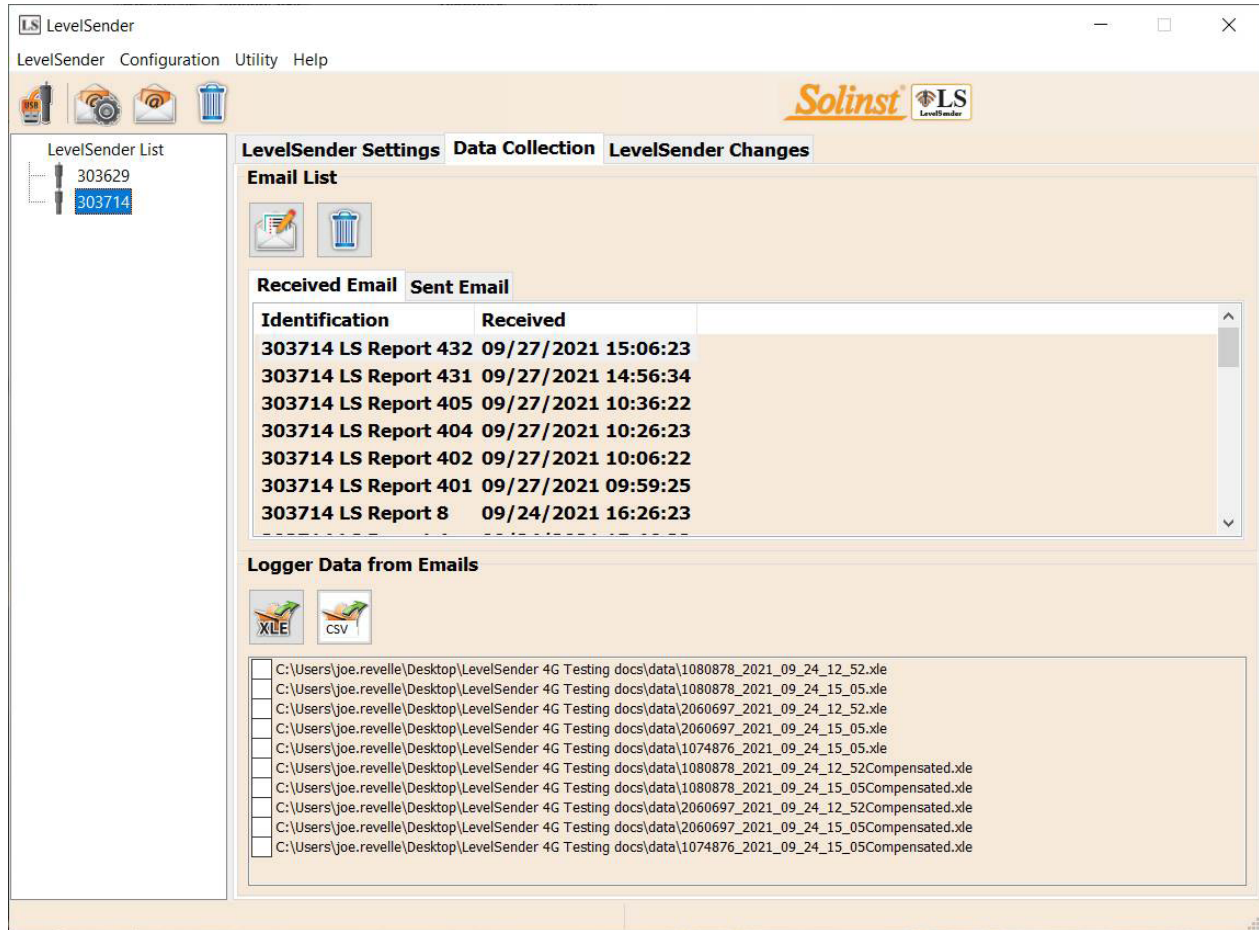 LS LevelSender
LevelSender Configuration Utility Help
USB
Solinst LS
LevelSender
LevelSender List
303629
303714
LevelSender Settings Data Collection LevelSender Changes
Email List
Received Email Sent Email
Identification Received
303714 LS Report 432 09/27/2021 15:06:23
303714 LS Report 431 09/27/2021 14:56:34
303714 LS Report 405 09/27/2021 10:36:22
303714 LS Report 404 09/27/2021 10:26:23
303714 LS Report 402 09/27/2021 10:06:22
303714 LS Report 401 09/27/2021 09:59:25
303714 LS Report 8 09/24/2021 16:26:23
Logger Data from Emails
XLE CSV
C:\Users\joe.revelle\Desktop\LevelSender 4G Testing docs\data\1080878_2021_09_24_12_52.xle
C:\Users\joe.revelle\Desktop\LevelSender 4G Testing docs\data\1080878_2021_09_24_15_05.xle
C:\Users\joe.revelle\Desktop\LevelSender 4G Testing docs\data\2060697_2021_09_24_12_52.xle
C:\Users\joe.revelle\Desktop\LevelSender 4G Testing docs\data\2060697_2021_09_24_15_05.xle
C:\Users\joe.revelle\Desktop\LevelSender 4G Testing docs\data\1074876_2021_09_24_15_05.xle
C:\Users\joe.revelle\Desktop\LevelSender 4G Testing docs\data\1080878_2021_09_24_12_52Compensated.xle
C:\Users\joe.revelle\Desktop\LevelSender 4G Testing docs\data\1080878_2021_09_24_15_05Compensated.xle
C:\Users\joe.revelle\Desktop\LevelSender 4G Testing docs\data\2060697_2021_09_24_12_52Compensated.xle
C:\Users\joe.revelle\Desktop\LevelSender 4G Testing docs\data\2060697_2021_09_24_15_05Compensated.xle
C:\Users\joe.revelle\Desktop\LevelSender 4G Testing docs\data\1074876_2021_09_24_15_05Compensated.xle